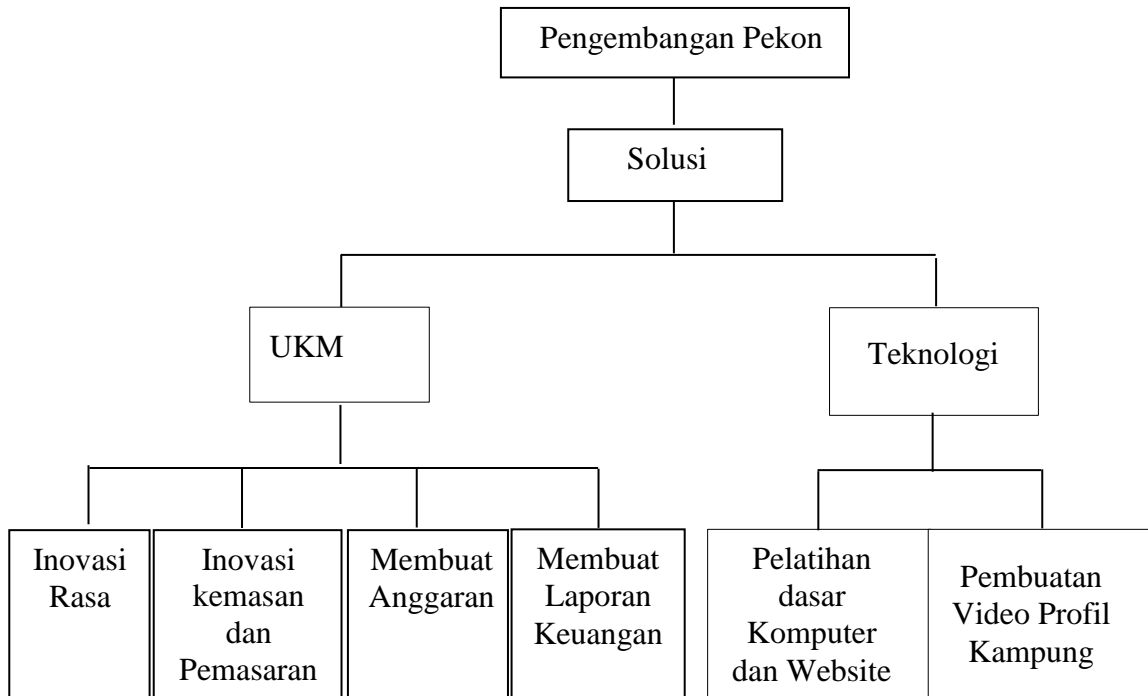 Pengembangan Pekon
Solusi
UKM
Teknologi
Inovasi
Rasa
Inovasi
kemasan
dan
Pemasaran
Membuat
Anggaran
Membuat
Laporan
Keuangan
Pelatihan
dasar
Komputer
dan Website
Pembuatan
Video Profil
Kampung